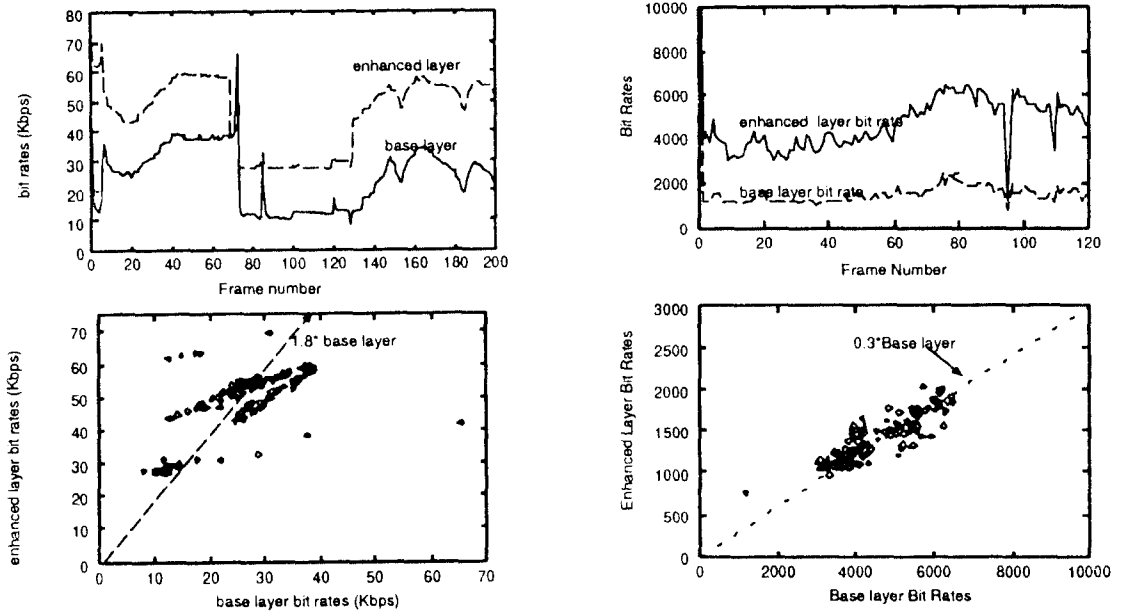 80
70
60
50
40
30
20
10
0
bit rates (Kbps)
enhanced layer
base layer
0 20 40 60 80 100 120 140 160 180 200
Frame number
10000
8000
6000
4000
2000
0
Bit Rates
enhanced layer bit rate
base layer bit rate
0 20 40 60 80 100 120
Frame Number
70
60
50
40
30
20
10
0
enhanced layer bit rates (Kbps)
1.8* base layer
0 10 20 30 40 50 60 70
base layer bit rates (Kbps)
3000
2500
2000
1500
1000
500
0
Enhanced Layer Bit Rates
0.3*Base layer
0 2000 4000 6000 8000 10000
Base layer Bit Rates